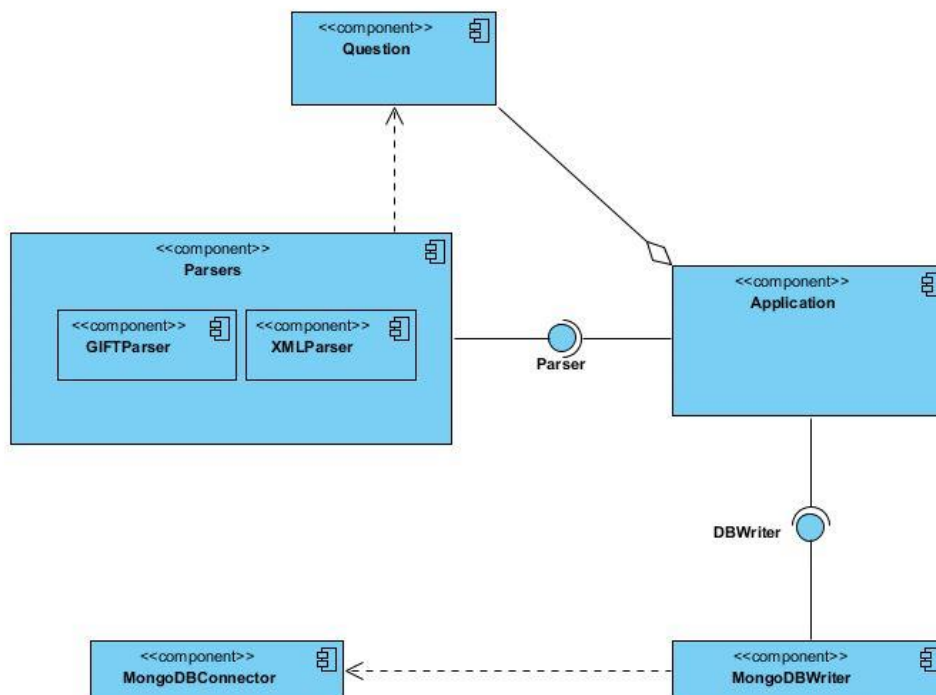 <<component>>
Question
<<component>>
Parsers
<<component>>
GIFTParser
<<component>>
XMLParser
Parser
<<component>>
Application
DBWriter
<<component>>
MongoDBConnector
<<component>>
MongoDBWriter